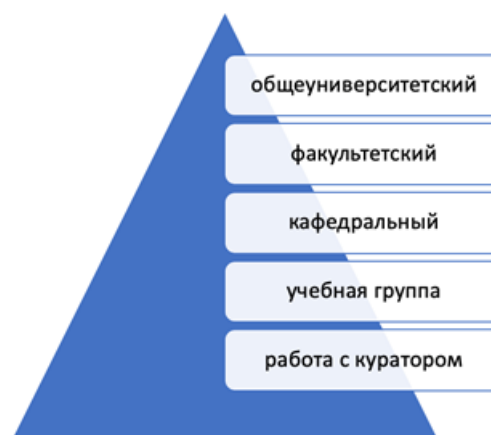 общеуниверситетский
факультетский
кафедральный
учебная группа
работа с куратором